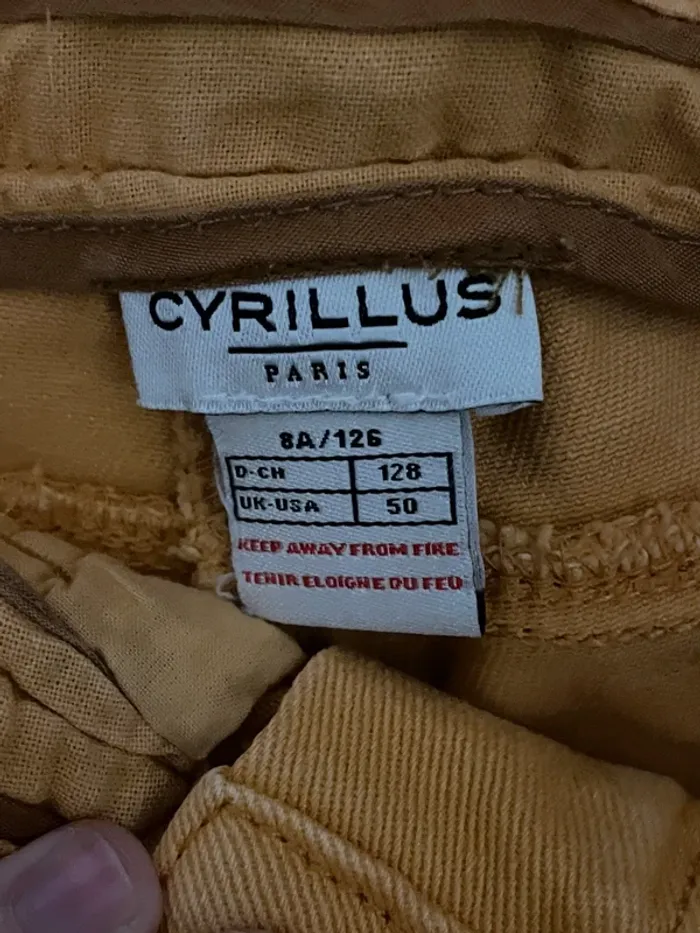 CYRILLUS
PARIS
8A/126
D-CH 128
UK-USA 50
KEEP AWAY FROM FIRE
TENIR ELOIGNE DU FEU